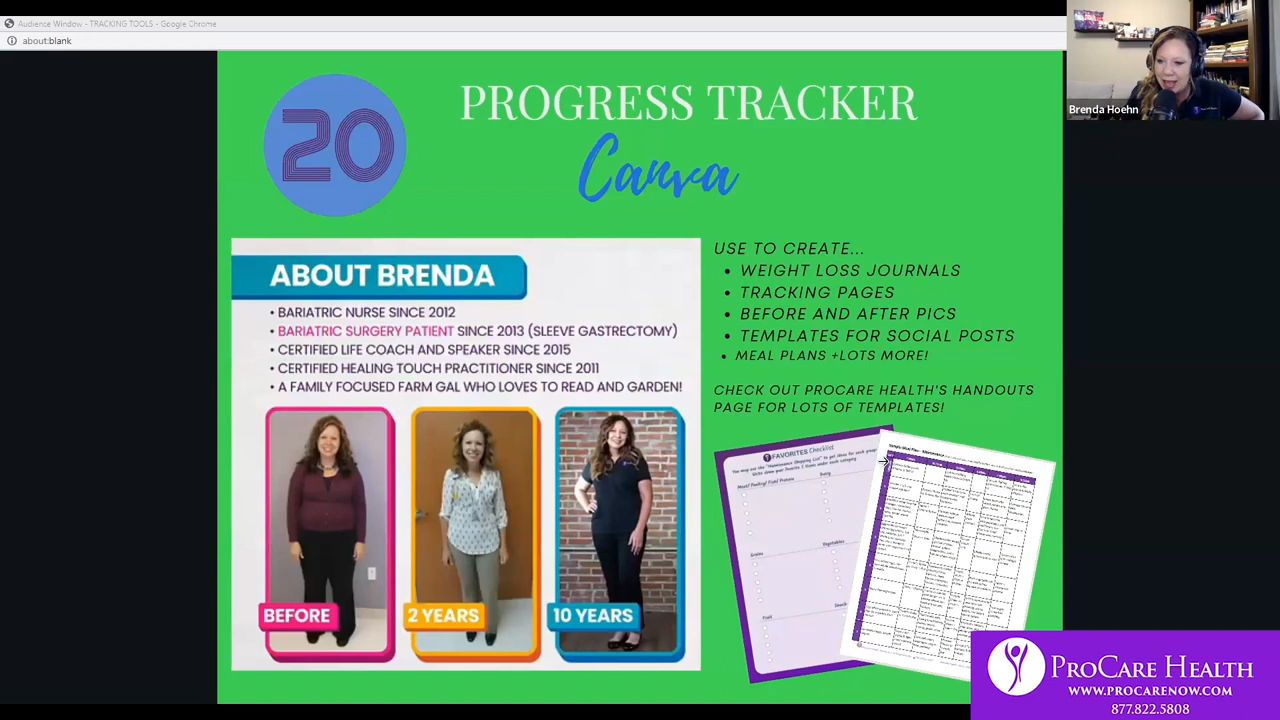 Audience Window - TRACKING TOOLS - Google Chrome
about:blank
Brenda Hoehn
20
PROGRESS TRACKER
Canva
ABOUT BRENDA
• BARIATRIC NURSE SINCE 2012
• BARIATRIC SURGERY PATIENT SINCE 2013 (SLEEVE GASTRECTOMY)
• CERTIFIED LIFE COACH AND SPEAKER SINCE 2015
• CERTIFIED HEALING TOUCH PRACTITIONER SINCE 2011
• A FAMILY FOCUSED FARM GAL WHO LOVES TO READ AND GARDEN!
BEFORE
2 YEARS
10 YEARS
USE TO CREATE...
• WEIGHT LOSS JOURNALS
• TRACKING PAGES
• BEFORE AND AFTER PICS
• TEMPLATES FOR SOCIAL POSTS
• MEAL PLANS +LOTS MORE!
CHECK OUT PROCARE HEALTH'S HANDOUTS
PAGE FOR LOTS OF TEMPLATES!
FAVORITES Checklist
Grains
Vegetables
Fruit
PROCARE HEALTH
WWW.PROCARENOW.COM
877.822.5808